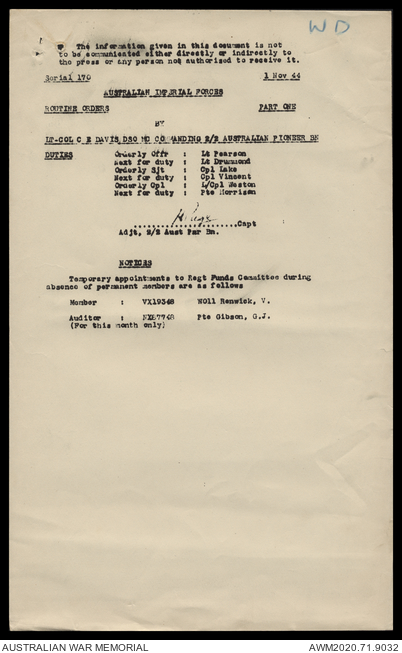 WD
The information given in this document is not
to be communicated either directly or indirectly to
the press or any person not authorised to receive it.
Serial 170 1 Nov 44
AUSTRALIAN IMPERIAL FORCES
ROUTINE ORDERS PART ONE
BY
LT-COL C E DAVIS DSO MC COMMANDING 2/2 AUSTRALIAN PIONEER BN
DUTIES Orderly Offr : Lt Pearson
Next for duty : Lt Drummond
Orderly Sjt : Cpl Lake
Next for duty : Cpl Vincent
Orderly Cpl : L/Cpl Weston
Next for duty : Pte Morrison
Capt
Adjt, 2/2 Aust Pnr Bn.
NOTICES
Temporary appointments to Regt Funds Committee during
absence of permanent members are as follows
Member : VX19348 WO11 Renwick, V.
Auditor : Pte Gibson, G.J.
(For this month only)
AUSTRALIAN WAR MEMORIAL AWM2020.71.9032